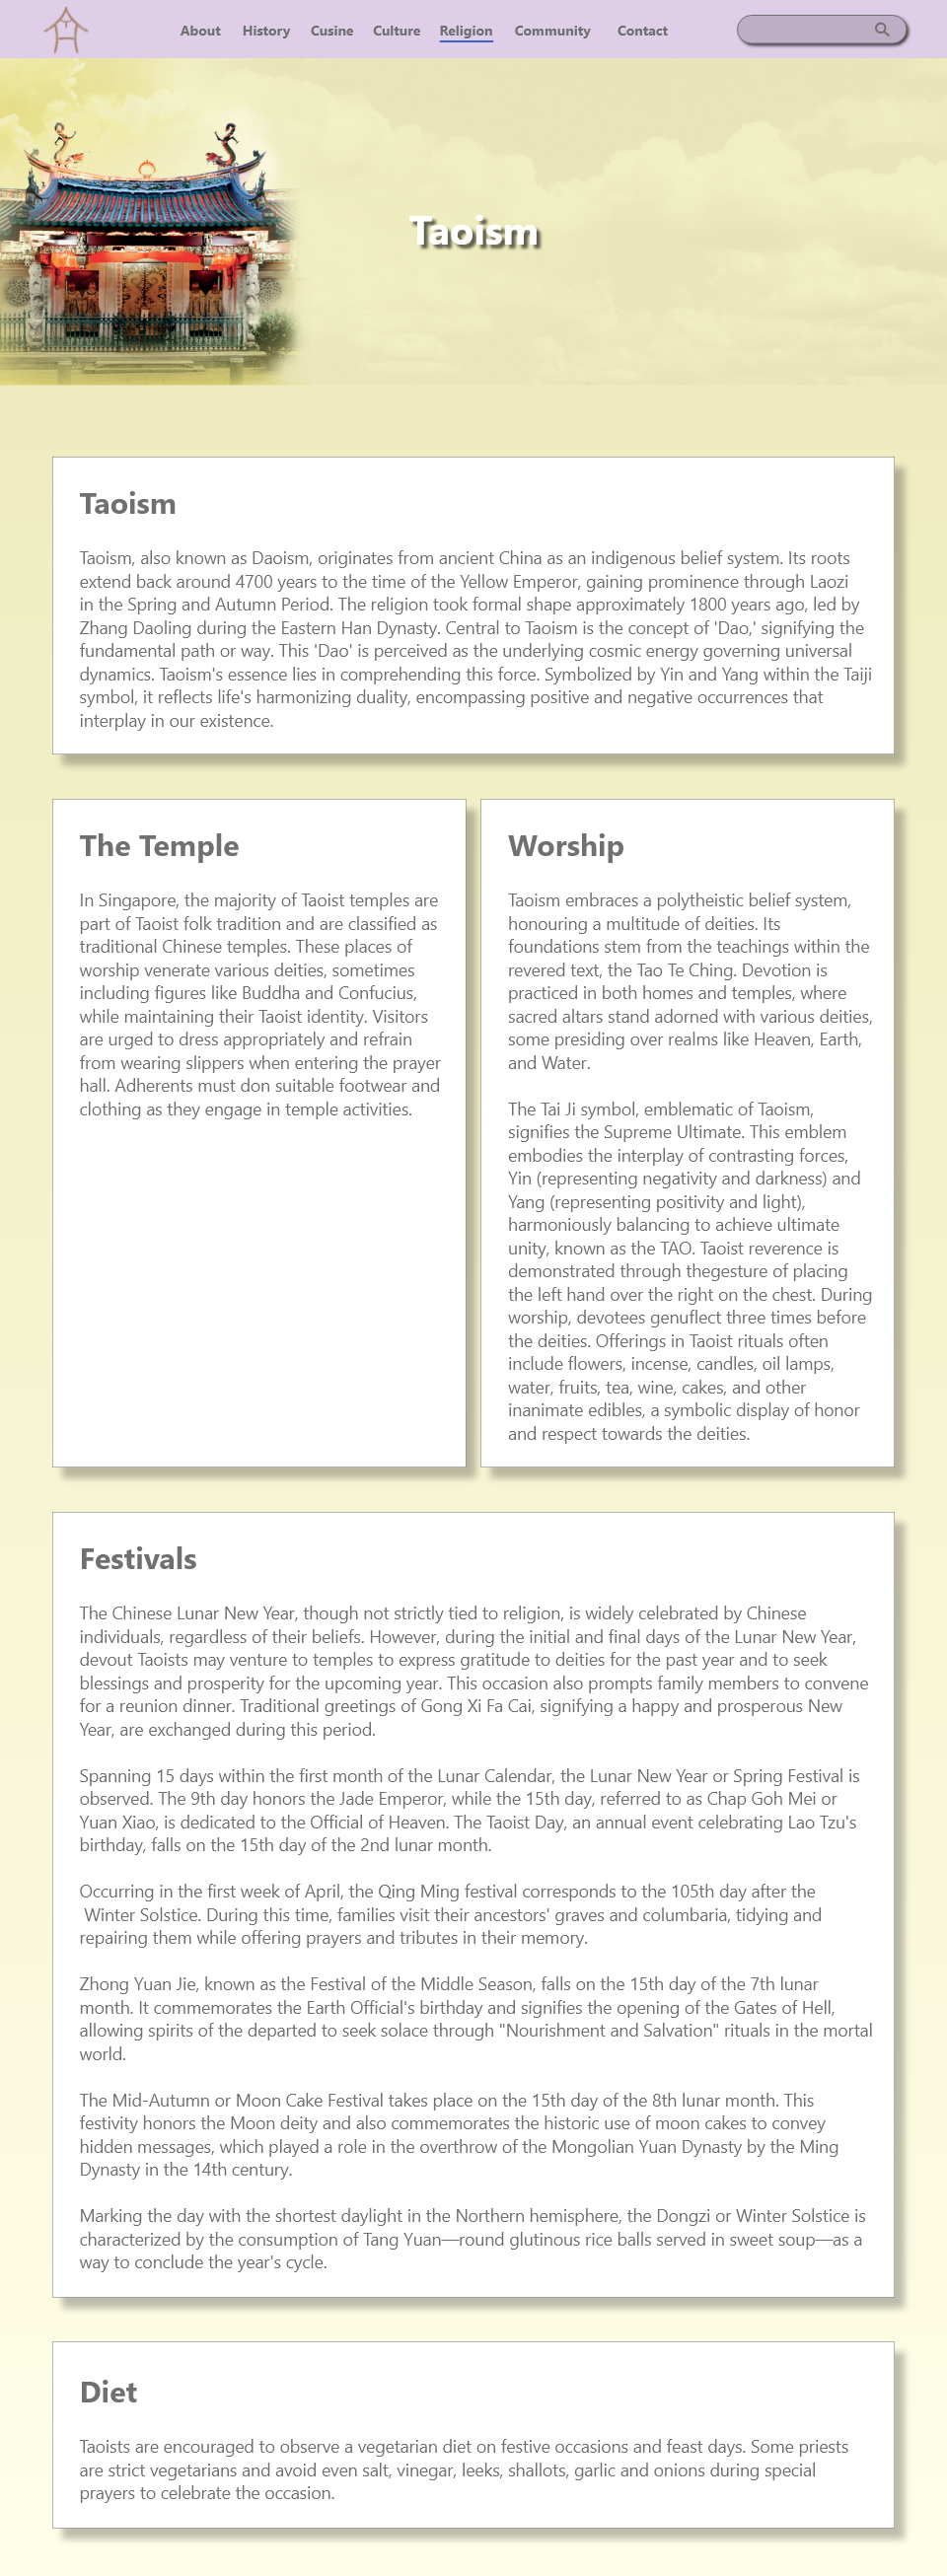 About History Cusine Culture Religion Community Contact
Taoism
Taoism
Taoism, also known as Daoism, originates from ancient China as an indigenous belief system. Its roots
extend back around 4700 years to the time of the Yellow Emperor, gaining prominence through Laozi
in the Spring and Autumn Period. The religion took formal shape approximately 1800 years ago, led by
Zhang Daoling during the Eastern Han Dynasty. Central to Taoism is the concept of 'Dao,' signifying the
fundamental path or way. This 'Dao' is perceived as the underlying cosmic energy governing universal
dynamics. Taoism's essence lies in comprehending this force. Symbolized by Yin and Yang within the Taiji
symbol, it reflects life's harmonizing duality, encompassing positive and negative occurrences that
interplay in our existence.
The Temple
In Singapore, the majority of Taoist temples are
part of Taoist folk tradition and are classified as
traditional Chinese temples. These places of
worship venerate various deities, sometimes
including figures like Buddha and Confucius,
while maintaining their Taoist identity. Visitors
are urged to dress appropriately and refrain
from wearing slippers when entering the prayer
hall. Adherents must don suitable footwear and
clothing as they engage in temple activities.
Worship
Taoism embraces a polytheistic belief system,
honouring a multitude of deities. Its
foundations stem from the teachings within the
revered text, the Tao Te Ching. Devotion is
practiced in both homes and temples, where
sacred altars stand adorned with various deities,
some presiding over realms like Heaven, Earth,
and Water.
The Tai Ji symbol, emblematic of Taoism,
signifies the Supreme Ultimate. This emblem
embodies the interplay of contrasting forces,
Yin (representing negativity and darkness) and
Yang (representing positivity and light),
harmoniously balancing to achieve ultimate
unity, known as the TAO. Taoist reverence is
demonstrated through thegesture of placing
the left hand over the right on the chest. During
worship, devotees genuflect three times before
the deities. Offerings in Taoist rituals often
include flowers, incense, candles, oil lamps,
water, fruits, tea, wine, cakes, and other
inanimate edibles, a symbolic display of honor
and respect towards the deities.
Festivals
The Chinese Lunar New Year, though not strictly tied to religion, is widely celebrated by Chinese
individuals, regardless of their beliefs. However, during the initial and final days of the Lunar New Year,
devout Taoists may venture to temples to express gratitude to deities for the past year and to seek
blessings and prosperity for the upcoming year. This occasion also prompts family members to convene
for a reunion dinner. Traditional greetings of Gong Xi Fa Cai, signifying a happy and prosperous New
Year, are exchanged during this period.
Spanning 15 days within the first month of the Lunar Calendar, the Lunar New Year or Spring Festival is
observed. The 9th day honors the Jade Emperor, while the 15th day, referred to as Chap Goh Mei or
Yuan Xiao, is dedicated to the Official of Heaven. The Taoist Day, an annual event celebrating Lao Tzu's
birthday, falls on the 15th day of the 2nd lunar month.
Occurring in the first week of April, the Qing Ming festival corresponds to the 105th day after the
Winter Solstice. During this time, families visit their ancestors' graves and columbaria, tidying and
repairing them while offering prayers and tributes in their memory.
Zhong Yuan Jie, known as the Festival of the Middle Season, falls on the 15th day of the 7th lunar
month. It commemorates the Earth Official's birthday and signifies the opening of the Gates of Hell,
allowing spirits of the departed to seek solace through "Nourishment and Salvation" rituals in the mortal
world.
The Mid-Autumn or Moon Cake Festival takes place on the 15th day of the 8th lunar month. This
festivity honors the Moon deity and also commemorates the historic use of moon cakes to convey
hidden messages, which played a role in the overthrow of the Mongolian Yuan Dynasty by the Ming
Dynasty in the 14th century.
Marking the day with the shortest daylight in the Northern hemisphere, the Dongzi or Winter Solstice is
characterized by the consumption of Tang Yuan—round glutinous rice balls served in sweet soup—as a
way to conclude the year's cycle.
Diet
Taoists are encouraged to observe a vegetarian diet on festive occasions and feast days. Some priests
are strict vegetarians and avoid even salt, vinegar, leeks, shallots, garlic and onions during special
prayers to celebrate the occasion.